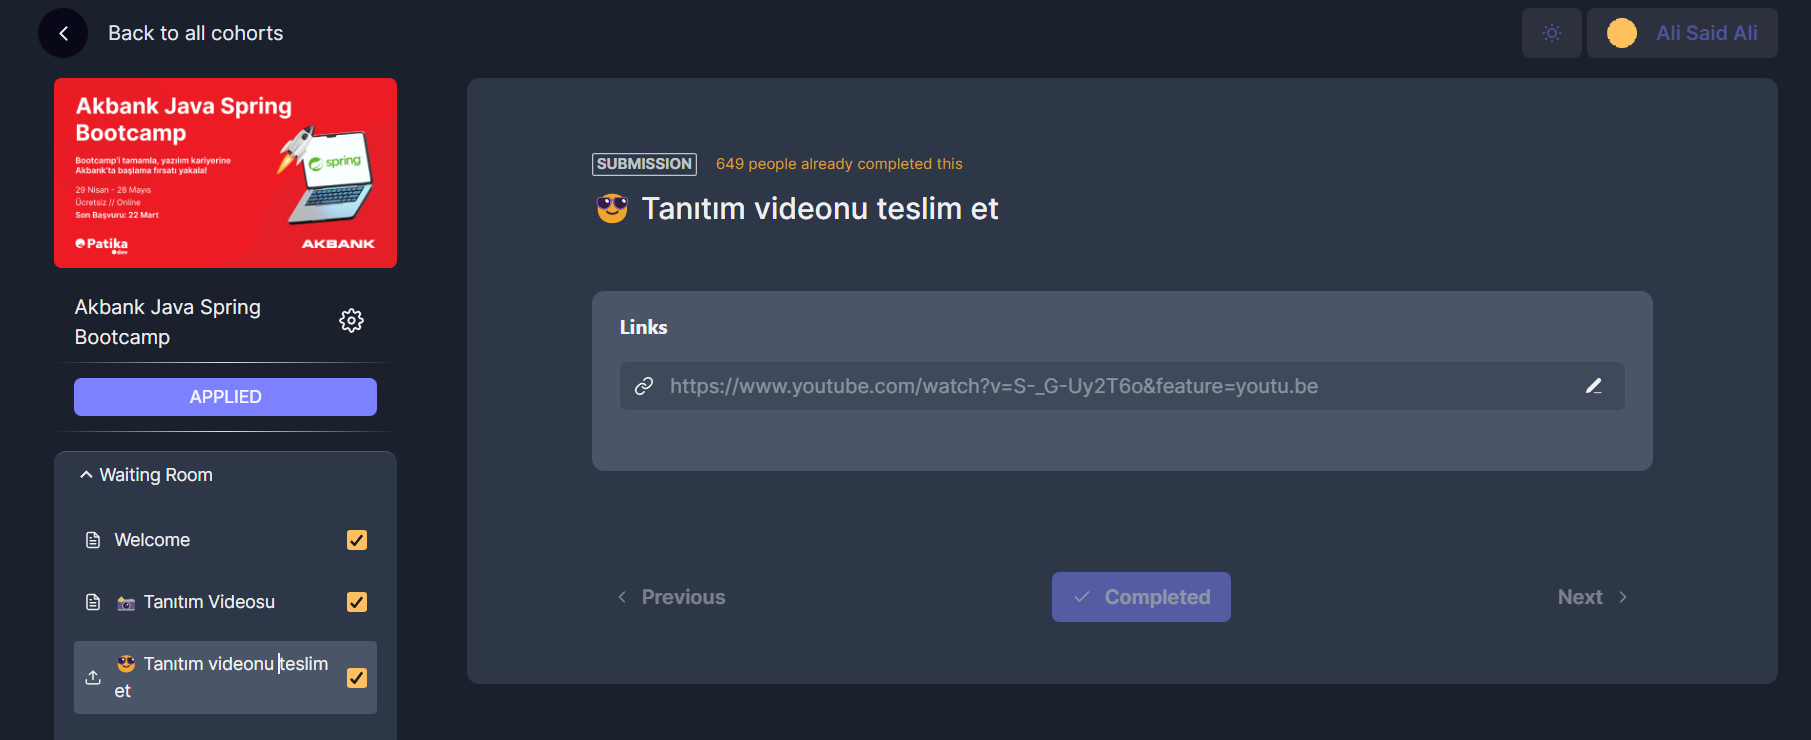 Back to all cohorts
Ali Said Ali
Akbank Java Spring
Bootcamp
Bootcamp'i tamamla, yazılım kariyerine
Akbank'ta başlama fırsatı yakala!
29 Nisan - 28 Mayıs
Ücretsiz // Online
Son Başvuru: 22 Mart
spring
Patika
dev
AKBANK
Akbank Java Spring
Bootcamp
APPLIED
Waiting Room
Welcome
Tanıtım Videosu
Tanıtım videonu teslim
et
SUBMISSION 649 people already completed this
Tanıtım videonu teslim et
Links
https://www.youtube.com/watch?v=S-_G-Uy2T6o&feature=youtu.be
Previous
Completed
Next